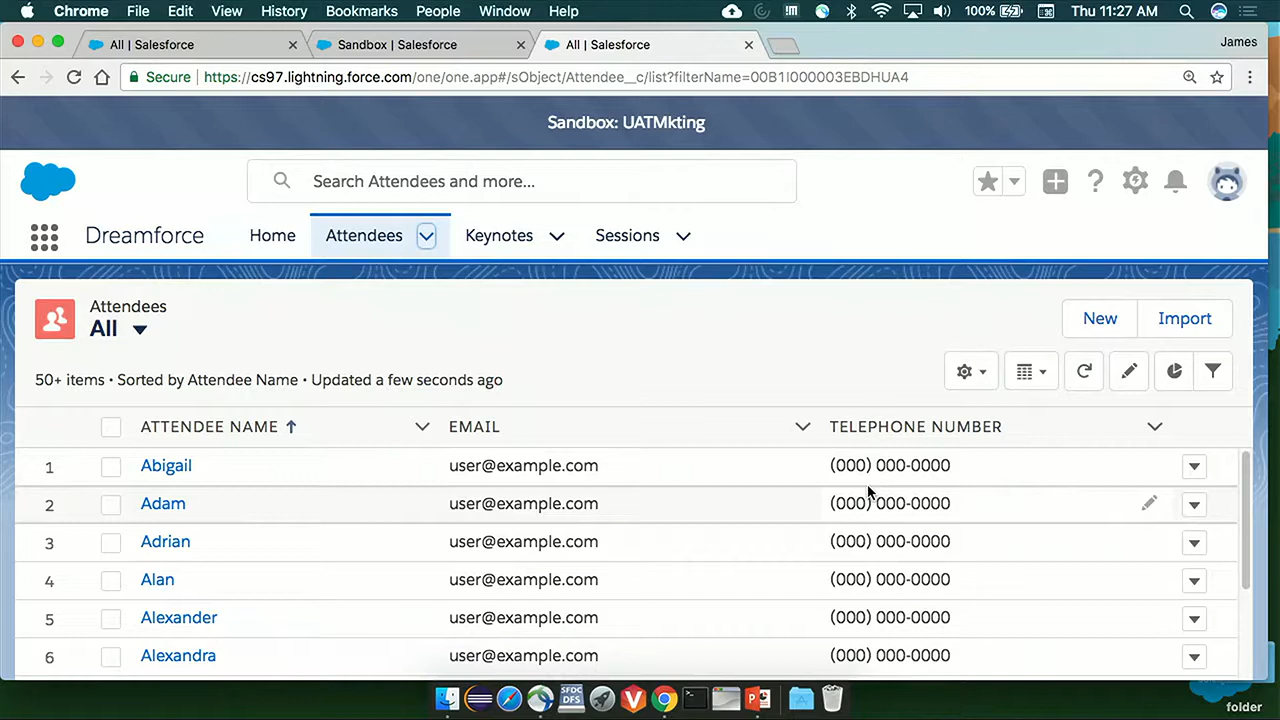 Chrome File Edit View History Bookmarks People Window Help 100% Thu 11:27 AM
All | Salesforce Sandbox | Salesforce All | Salesforce James
Secure https://cs97.lightning.force.com/one/one.app#/sObject/Attendee__c/list?filterName=00B1I000003EBDHUA4
Sandbox: UATMkting
Search Attendees and more...
Dreamforce Home Attendees Keynotes Sessions
Attendees
All
New Import
50+ items • Sorted by Attendee Name • Updated a few seconds ago
ATTENDEE NAME EMAIL TELEPHONE NUMBER
1 Abigail user@example.com (000) 000-0000
2 Adam user@example.com (000) 000-0000
3 Adrian user@example.com (000) 000-0000
4 Alan user@example.com (000) 000-0000
5 Alexander user@example.com (000) 000-0000
6 Alexandra user@example.com (000) 000-0000
SFDC
DFS
folder